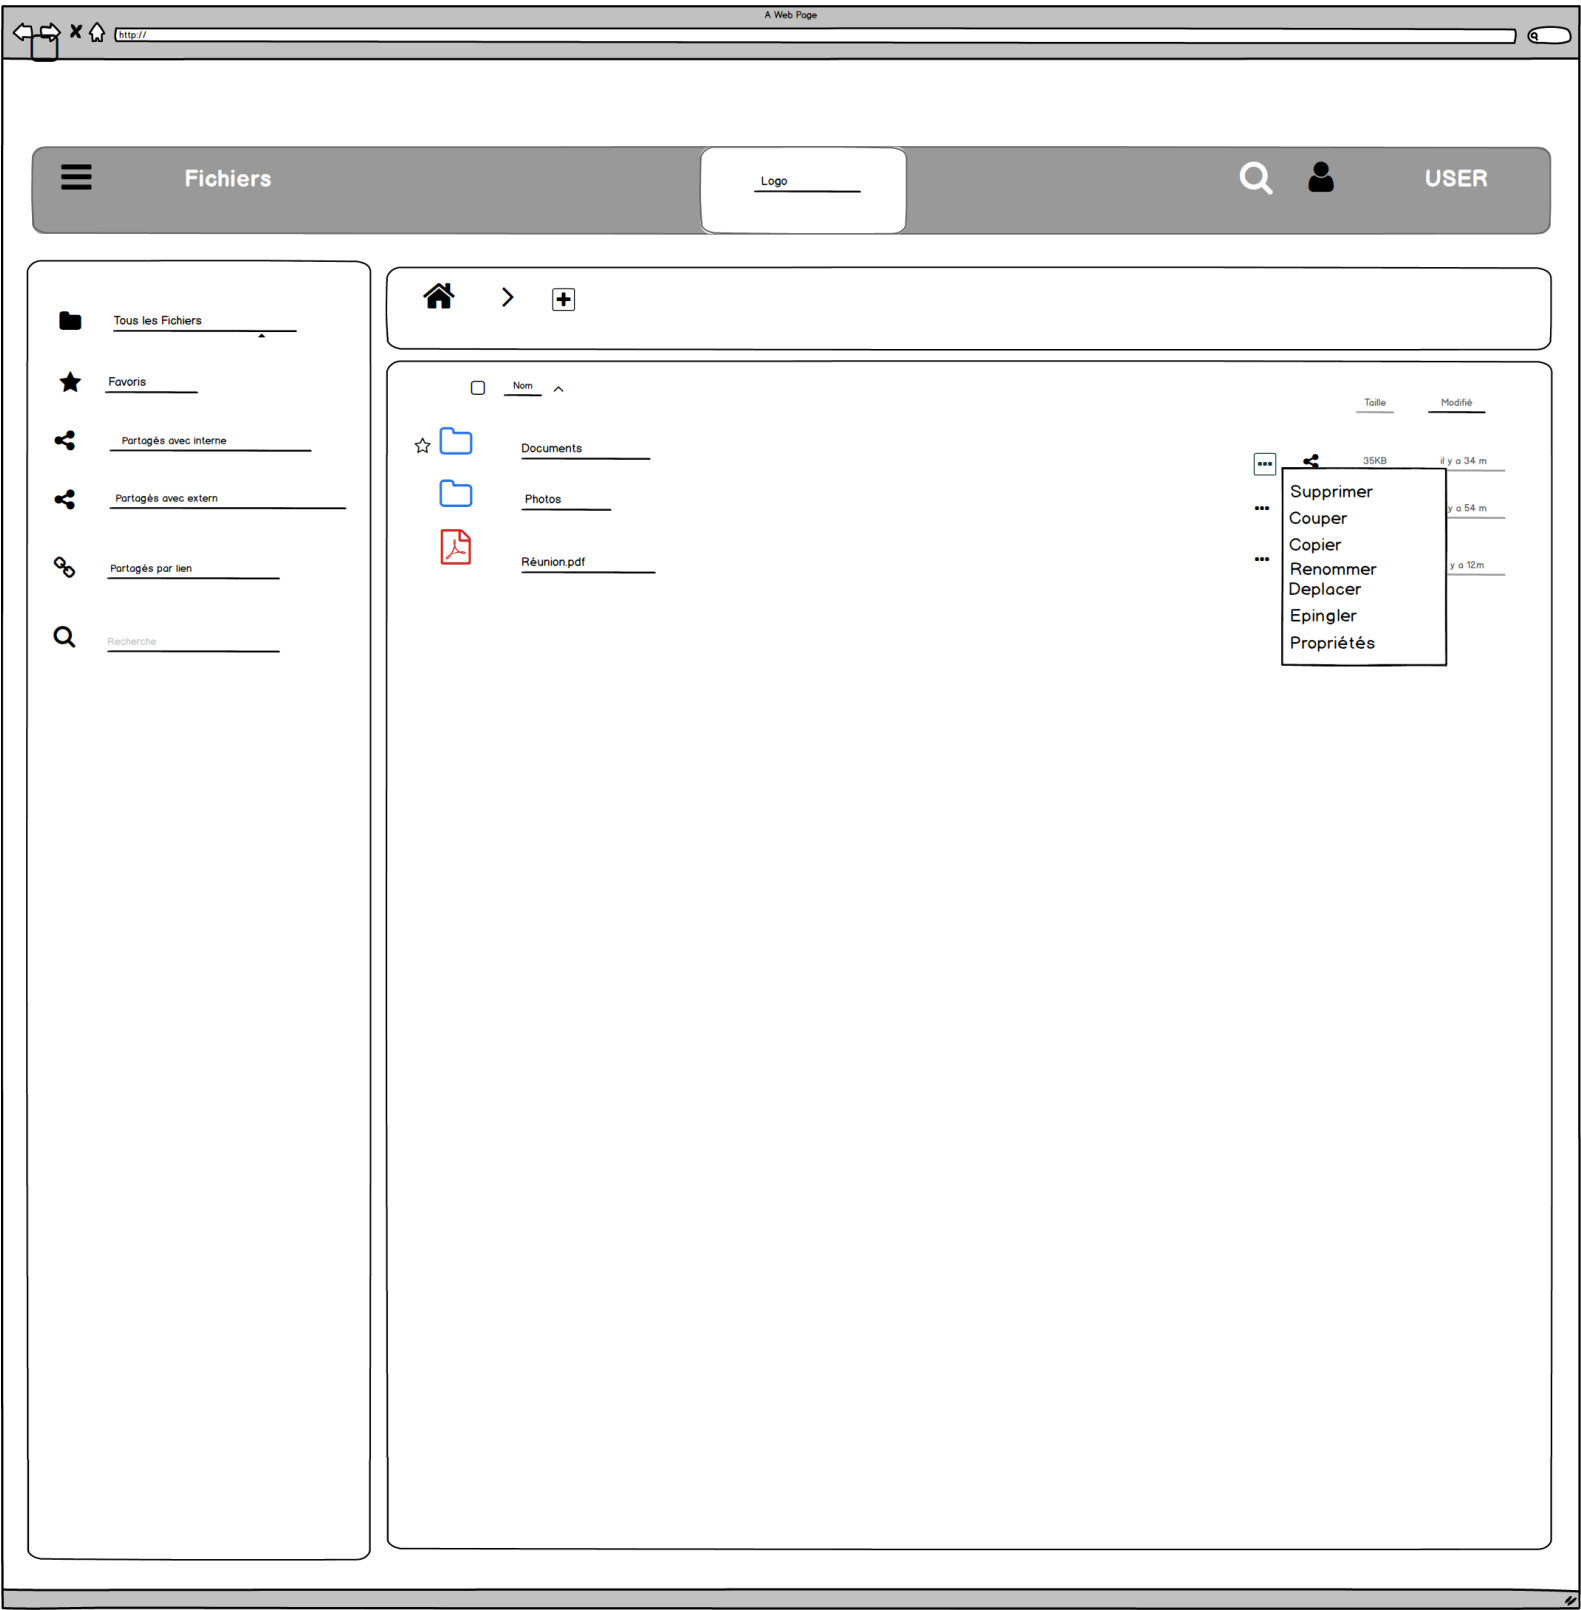 A Web Page
http://
Fichiers
Logo
USER
Tous les Fichiers
Favoris
Partagés avec interne
Partagés avec extern
Partagés par lien
Recherche
Nom
Taille
Modifié
Documents
35KB
il y a 34 m
Photos
y a 54 m
Réunion.pdf
y a 12m
Supprimer
Couper
Copier
Renommer
Deplacer
Epingler
Propriétés